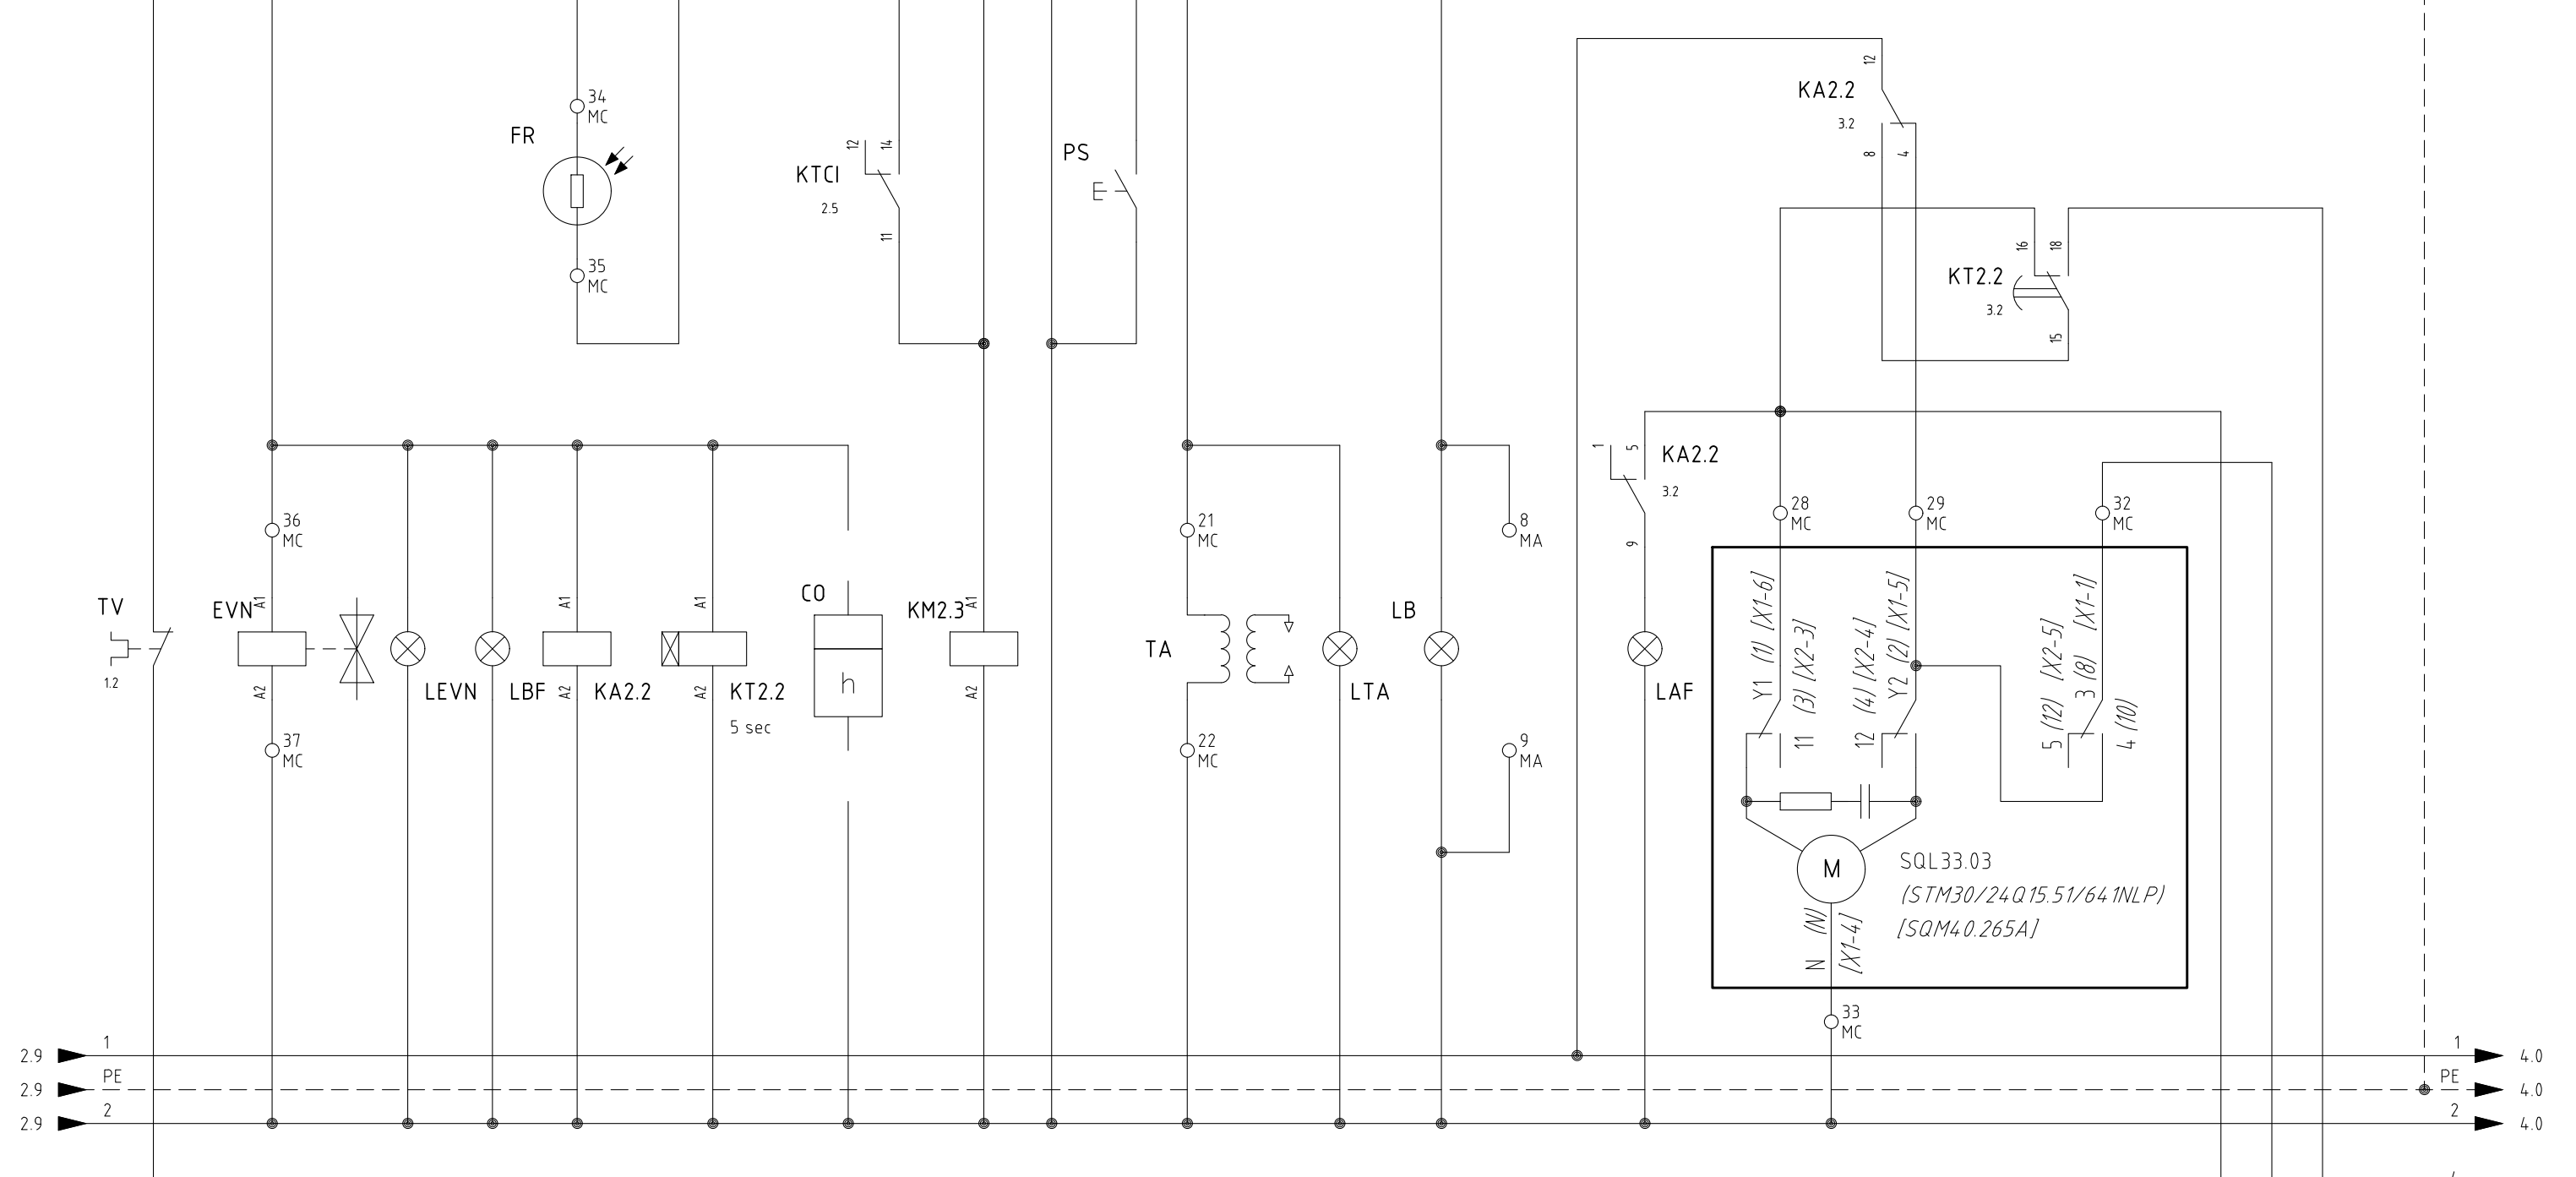 12
KA2.2
3.2
8
4
34
MC
FR
35
MC
12
14
KTCI
2.5
11
PS
16
18
KT2.2
3.2
15
1
5
KA2.2
3.2
9
36
MC
28
MC
29
MC
32
MC
21
MC
8
MA
TV
1.2
EVN
A1
A2
37
MC
LEVN
LBF
A1
A2
KA2.2
A1
A2
KT2.2
5 sec
CO
h
KM2.3
A1
A2
TA
22
MC
LTA
LB
9
MA
LAF
Y1 (1) [X1-6]
11 (3) [X2-3]
12 (4) [X2-4]
Y2 (2) [X1-5]
5 (12) [X2-5]
3 (8) [X1-1]
4 (10)
M
SQL33.03
(STM30/24Q15.51/641NLP)
[SQM40.265A]
N (N)
[X1-4]
33
MC
2.9
1
1
4.0
2.9
PE
PE
4.0
2.9
2
2
4.0